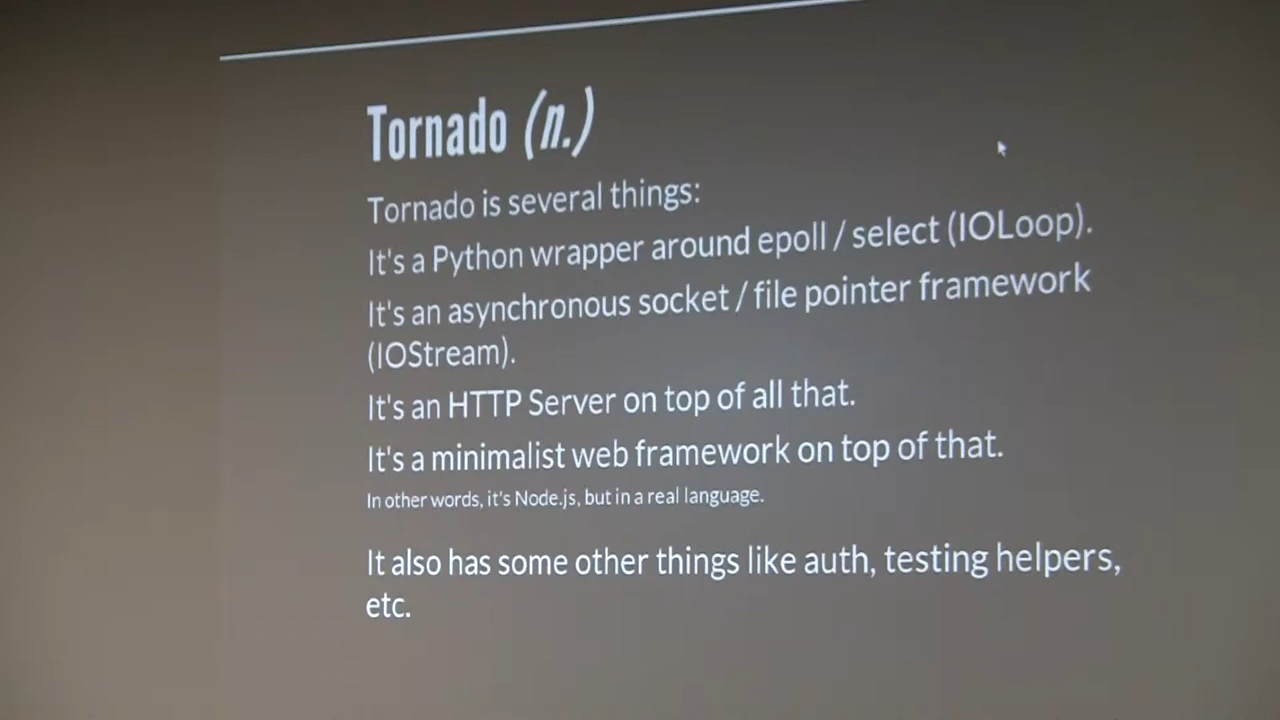 Tornado (n.)
Tornado is several things:
It's a Python wrapper around epoll / select (IOLoop).
It's an asynchronous socket / file pointer framework
(IOStream).
It's an HTTP Server on top of all that.
It's a minimalist web framework on top of that.
In other words, it's Node.js, but in a real language.
It also has some other things like auth, testing helpers,
etc.